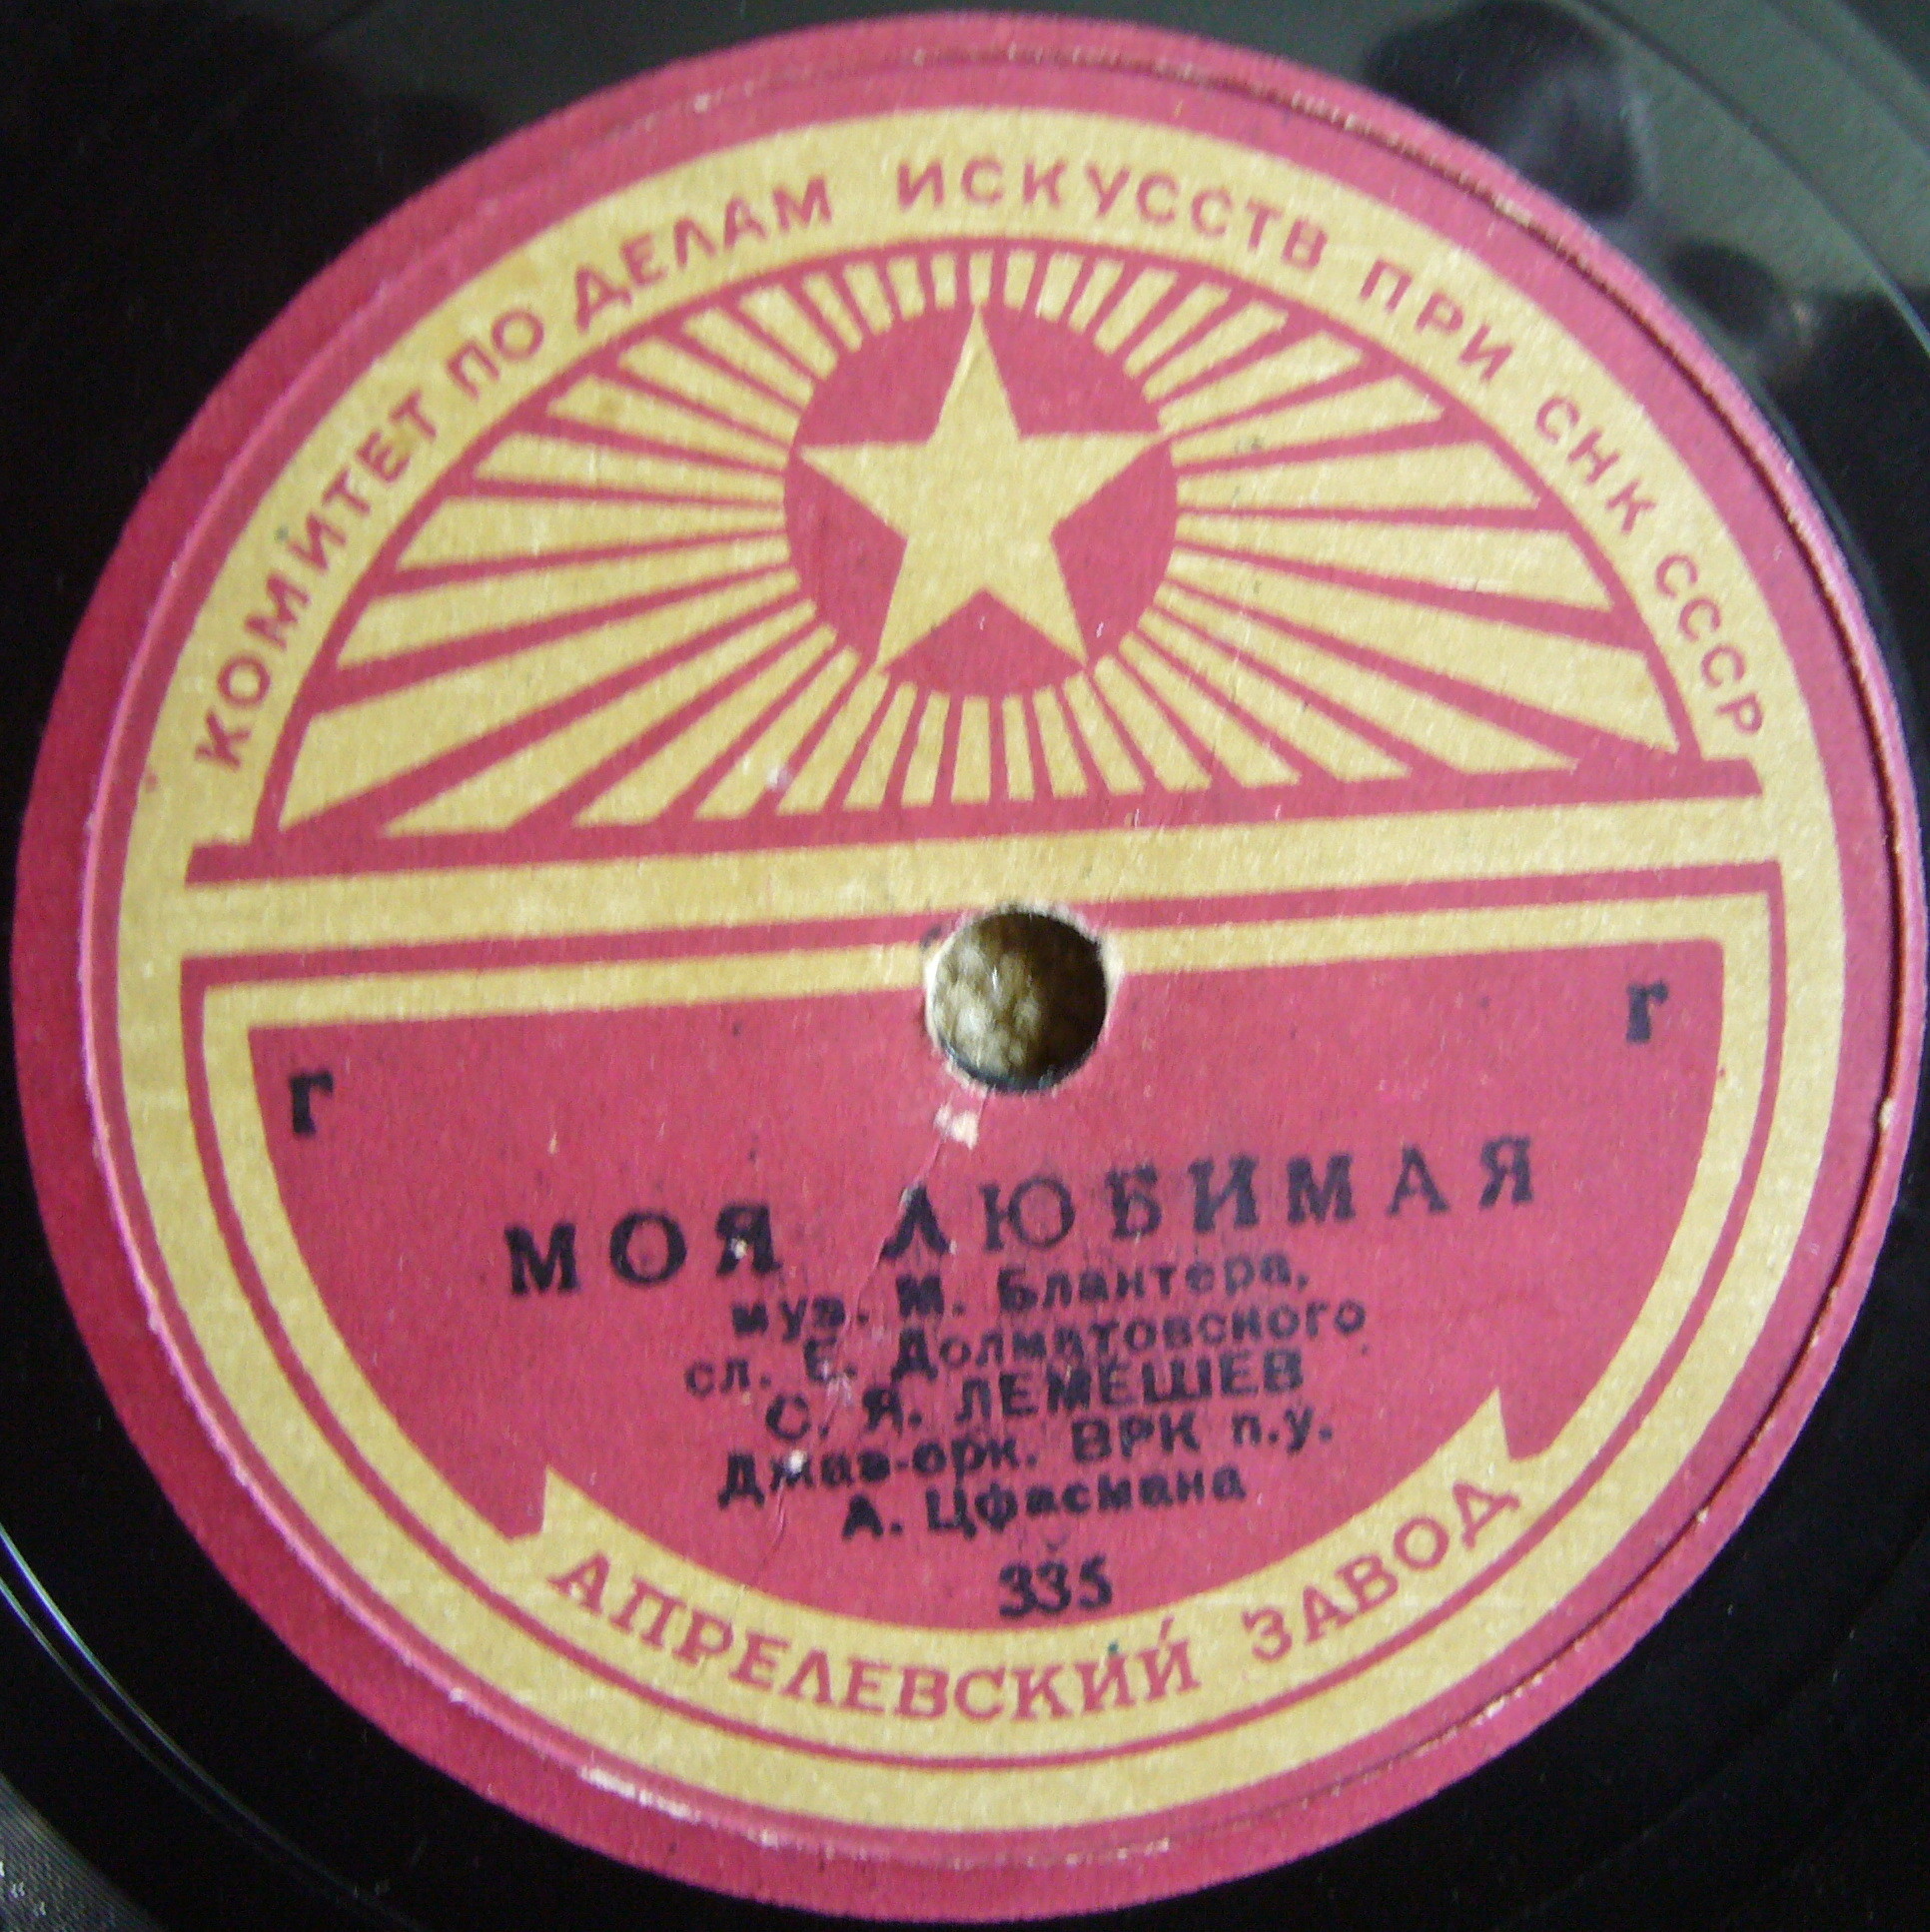 КОМИТЕТ ПО ДЕЛАМ ИСКУССТВ ПРИ СНК СССР
г г
МОЯ ЛЮБИМАЯ
муз. М. Блантера,
сл. Е. Долматовского
С. Я. ЛЕМЕШЕВ
Джаз-орк. ВРК п.у.
А. Цфасмана
335
АПРЕЛЕВСКИЙ ЗАВОД